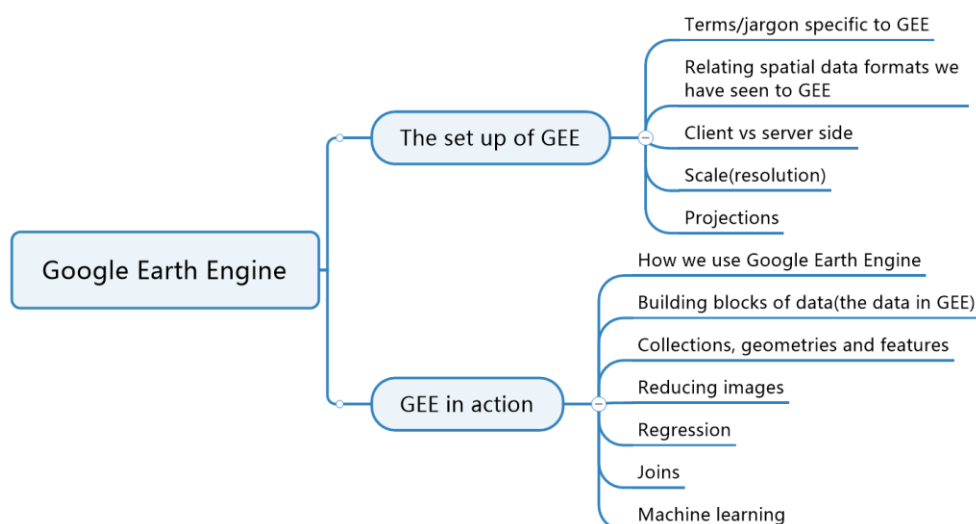 Google Earth Engine
The set up of GEE
Terms/jargon specific to GEE
Relating spatial data formats we
have seen to GEE
Client vs server side
Scale(resolution)
Projections
GEE in action
How we use Google Earth Engine
Building blocks of data(the data in GEE)
Collections, geometries and features
Reducing images
Regression
Joins
Machine learning